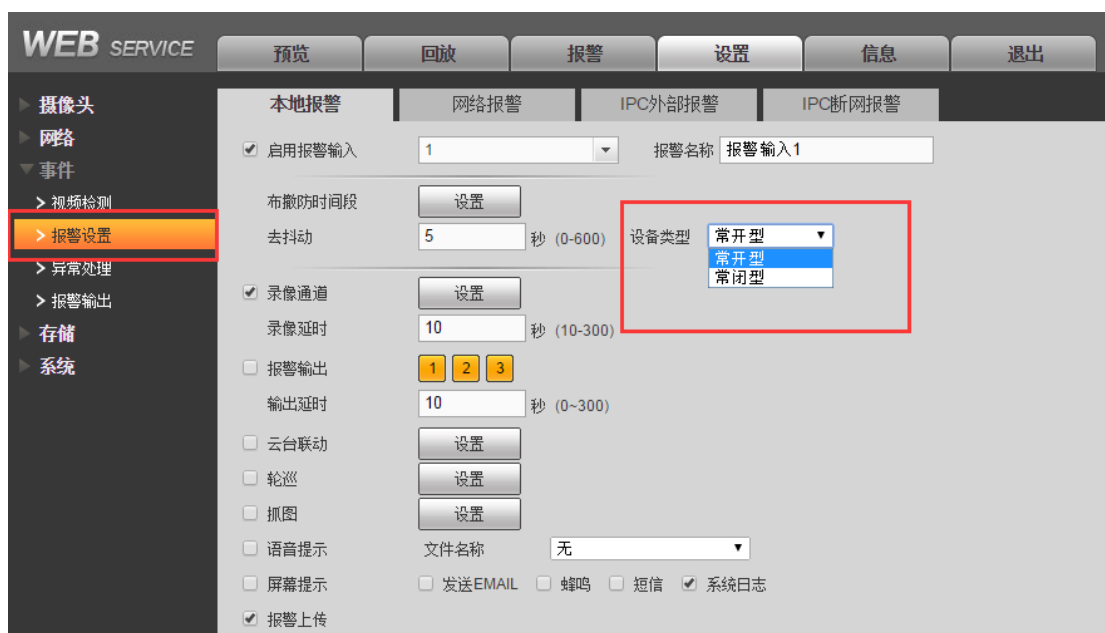 WEB SERVICE
预览 回放 报警 设置 信息 退出
摄像头
网络
事件
> 视频检测
> 报警设置
> 异常处理
> 报警输出
存储
系统
本地报警 网络报警 IPC外部报警 IPC断网报警
启用报警输入 1 报警名称 报警输入1
布撤防时间段 设置
去抖动 5 秒 (0-600) 设备类型 常开型
常开型
常闭型
录像通道 设置
录像延时 10 秒 (10-300)
报警输出 1 2 3
输出延时 10 秒 (0~300)
云台联动 设置
轮巡 设置
抓图 设置
语音提示 文件名称 无
屏幕提示 发送EMAIL 蜂鸣 短信 系统日志
报警上传